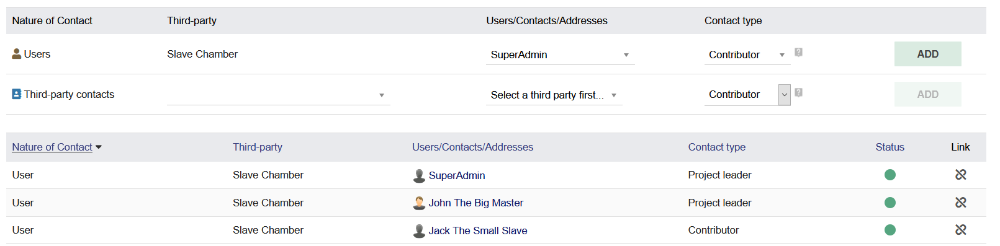 Nature of Contact Third-party Users/Contacts/Addresses Contact type
Users Slave Chamber SuperAdmin Contributor ? ADD
Third-party contacts Select a third party first... Contributor ? ADD
Nature of Contact Third-party Users/Contacts/Addresses Contact type Status Link
User Slave Chamber SuperAdmin Project leader
User Slave Chamber John The Big Master Project leader
User Slave Chamber Jack The Small Slave Contributor